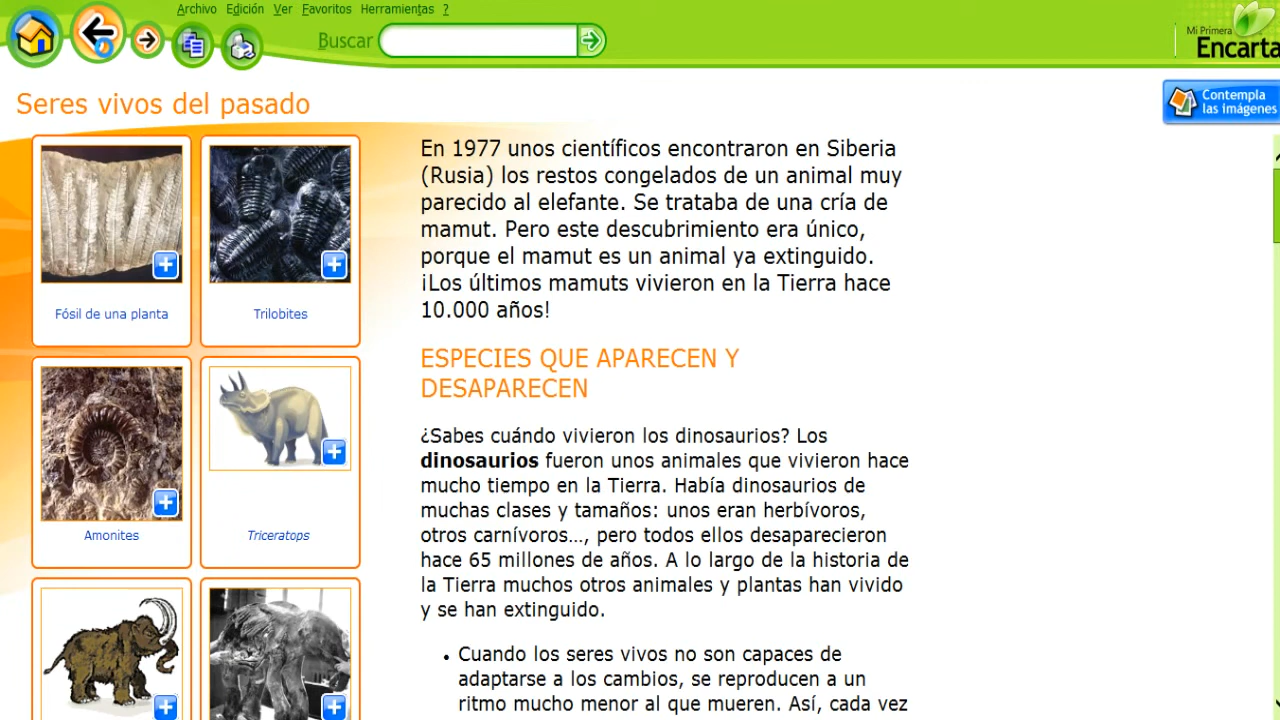 Archivo Edición Ver Favoritos Herramientas ?
Buscar
Mi Primera
Encarta
Seres vivos del pasado
Contempla
las imágenes
Fósil de una planta
Trilobites
Amonites
Triceratops
En 1977 unos científicos encontraron en Siberia
(Rusia) los restos congelados de un animal muy
parecido al elefante. Se trataba de una cría de
mamut. Pero este descubrimiento era único,
porque el mamut es un animal ya extinguido.
¡Los últimos mamuts vivieron en la Tierra hace
10.000 años!
ESPECIES QUE APARECEN Y
DESAPARECEN
¿Sabes cuándo vivieron los dinosaurios? Los
dinosaurios fueron unos animales que vivieron hace
mucho tiempo en la Tierra. Había dinosaurios de
muchas clases y tamaños: unos eran herbívoros,
otros carnívoros..., pero todos ellos desaparecieron
hace 65 millones de años. A lo largo de la historia de
la Tierra muchos otros animales y plantas han vivido
y se han extinguido.
• Cuando los seres vivos no son capaces de
adaptarse a los cambios, se reproducen a un
ritmo mucho menor al que mueren. Así, cada vez